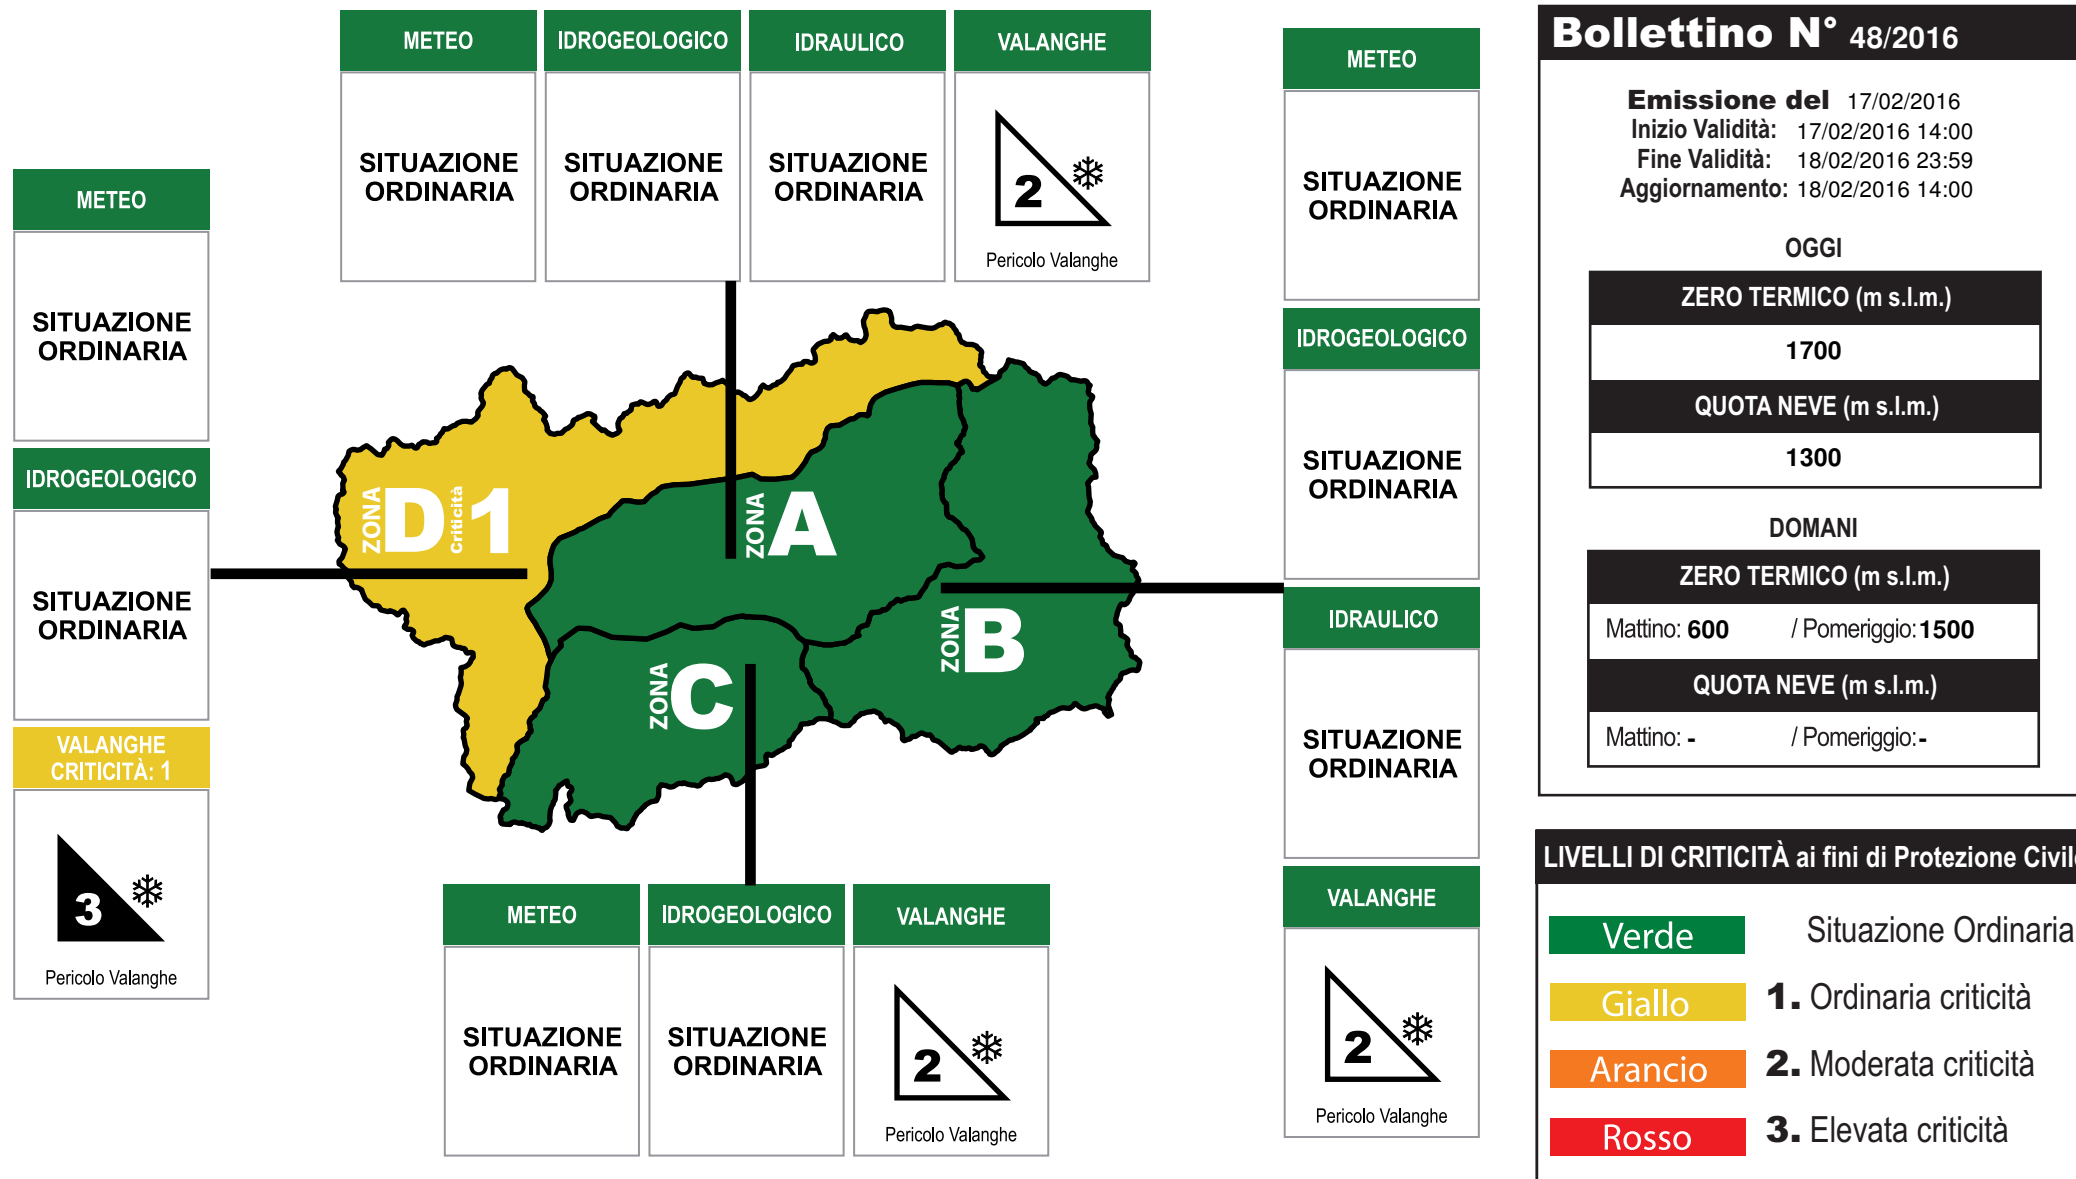 METEO
IDROGEOLOGICO
IDRAULICO
VALANGHE
SITUAZIONE
ORDINARIA
SITUAZIONE
ORDINARIA
SITUAZIONE
ORDINARIA
2
Pericolo Valanghe
METEO
SITUAZIONE
ORDINARIA
IDROGEOLOGICO
SITUAZIONE
ORDINARIA
VALANGHE
CRITICITÀ: 1
3
Pericolo Valanghe
ZONA
D
Criticità
1
ZONA
A
ZONA
B
ZONA
C
METEO
IDROGEOLOGICO
VALANGHE
SITUAZIONE
ORDINARIA
SITUAZIONE
ORDINARIA
2
Pericolo Valanghe
METEO
SITUAZIONE
ORDINARIA
IDROGEOLOGICO
SITUAZIONE
ORDINARIA
IDRAULICO
SITUAZIONE
ORDINARIA
VALANGHE
2
Pericolo Valanghe
Bollettino N° 48/2016
Emissione del 17/02/2016
Inizio Validità: 17/02/2016 14:00
Fine Validità: 18/02/2016 23:59
Aggiornamento: 18/02/2016 14:00
OGGI
ZERO TERMICO (m s.l.m.)
1700
QUOTA NEVE (m s.l.m.)
1300
DOMANI
ZERO TERMICO (m s.l.m.)
Mattino: 600 / Pomeriggio: 1500
QUOTA NEVE (m s.l.m.)
Mattino: - / Pomeriggio: -
LIVELLI DI CRITICITÀ ai fini di Protezione Civile
Verde Situazione Ordinaria
Giallo 1. Ordinaria criticità
Arancio 2. Moderata criticità
Rosso 3. Elevata criticità